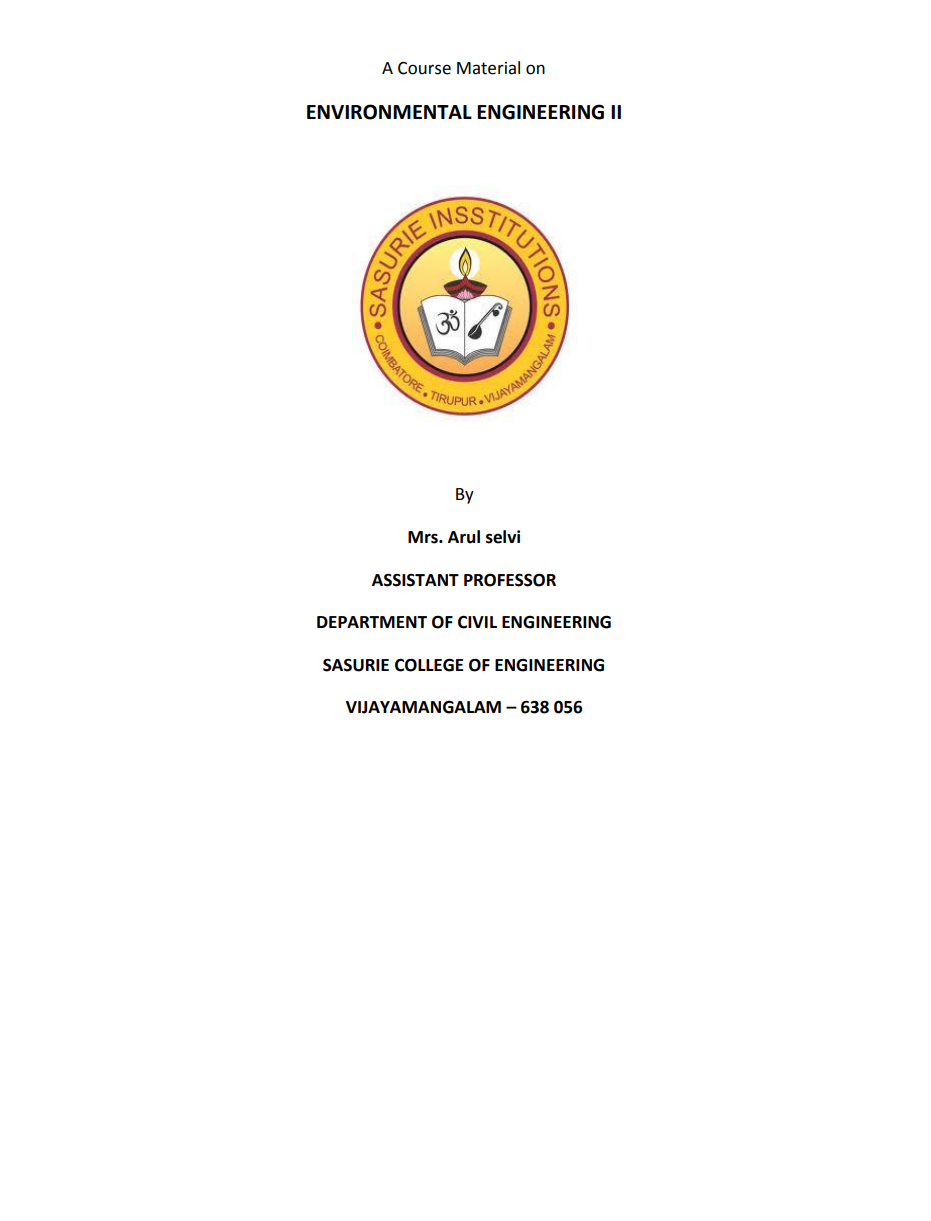 A Course Material on
ENVIRONMENTAL ENGINEERING II
SASURIE INSSTITUTIONS
COIMBATORE • TIRUPUR • VIJAYAMANGALAM
ॐ
By
Mrs. Arul selvi
ASSISTANT PROFESSOR
DEPARTMENT OF CIVIL ENGINEERING
SASURIE COLLEGE OF ENGINEERING
VIJAYAMANGALAM – 638 056